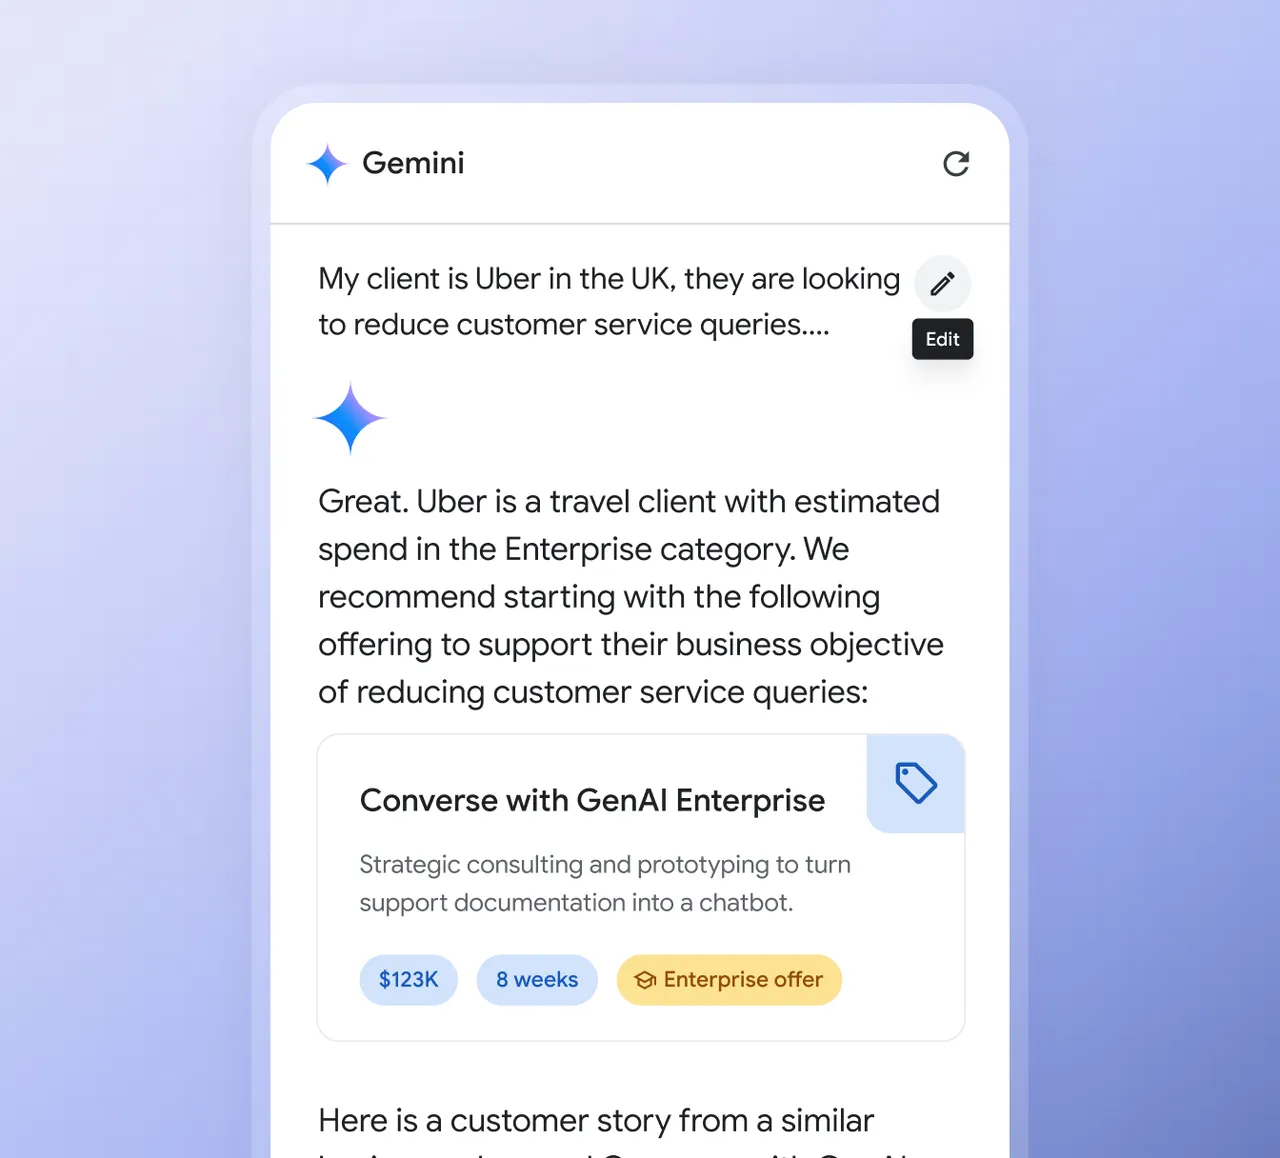 Gemini
My client is Uber in the UK, they are looking
to reduce customer service queries....
Edit
Great. Uber is a travel client with estimated
spend in the Enterprise category. We
recommend starting with the following
offering to support their business objective
of reducing customer service queries:
Converse with GenAI Enterprise
Strategic consulting and prototyping to turn
support documentation into a chatbot.
$123K
8 weeks
Enterprise offer
Here is a customer story from a similar